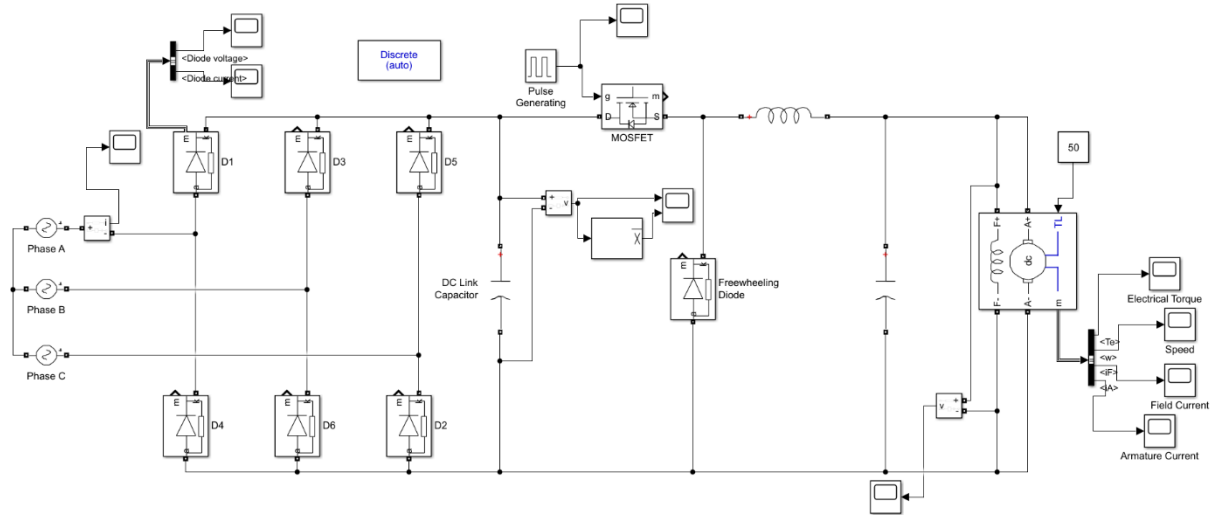 <Diode voltage>
<Diode current>
Discrete
(auto)
Pulse
Generating
g
m
D
S
MOSFET
m
k
a
D1
m
k
a
D3
m
k
a
D5
50
+
i
-
Phase A
+
-
v
F+
A+
TL
dc
F-
A-
m
DC Link
Capacitor
m
k
a
Freewheeling
Diode
Phase B
Phase C
Electrical Torque
<Te>
<w>
<iF>
<iA>
Speed
Field Current
Armature Current
m
k
a
D4
m
k
a
D6
m
k
a
D2
v
+
-